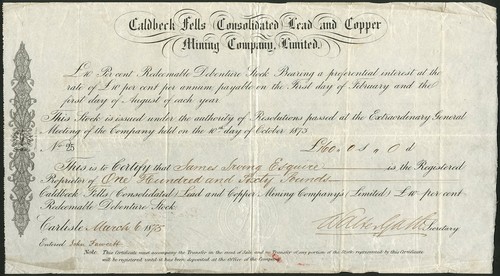 Caldbeck Fells (Consolidated) Lead and Copper
Mining Company, Limited.
£10 Per cent Redeemable Debenture Stock Bearing a preferential interest at the
rate of £10 per cent per annum payable on the First day of February and the
first day of August of each year.
This Stock is issued under the authority of Resolutions passed at the Extraordinary General
Meeting of the Company held on the 10th day of October 1873
No 25 £160. 0 s. 0 d
This is to Certify that James Irving Esquire is the Registered
Proprietor of One Hundred and Sixty Pounds
Caldbeck Fells (Consolidated) Lead and Copper Mining Companys (Limited) £10 per cent
Redeemable Debenture Stock
Carlisle March 6 1875
Secretary
Entered John Fawcett
Note. This Certificate must accompany the Transfer in the event of Sale, and no Transfer of any portion of the Stock represented by this Certificate
will be registered until it has been deposited at the Office of the Company.